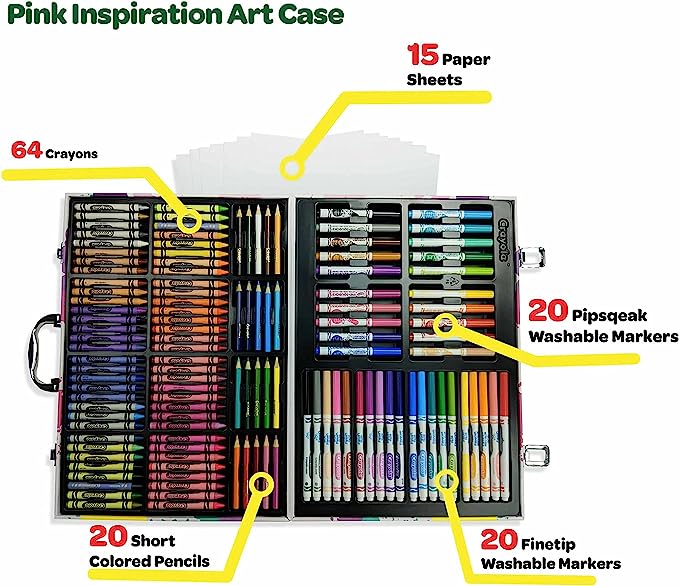 Pink Inspiration Art Case
15 Paper
Sheets
64 Crayons
Crayola
20 Pipsqeak
Washable Markers
20 Short
Colored Pencils
20 Finetip
Washable Markers